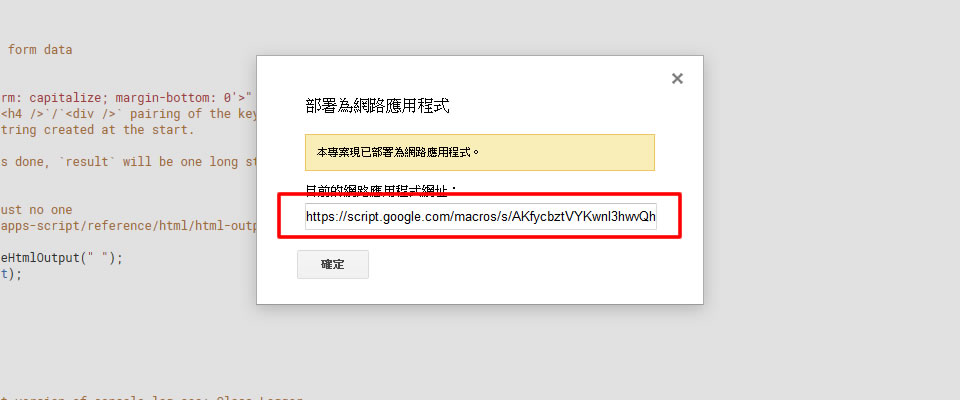 form data
rm: capitalize; margin-bottom: 0'>"
<h4 />`/`<div />` pairing of the key
tring created at the start.
s done, `result` will be one long st
ust no one
apps-script/reference/html/html-outp
eHtmlOutput(" ");
t);
部署為網路應用程式
本專案現已部署為網路應用程式。
目前的網路應用程式網址：
https://script.google.com/macros/s/AKfycbztVYKwnl3hwvQh
確定